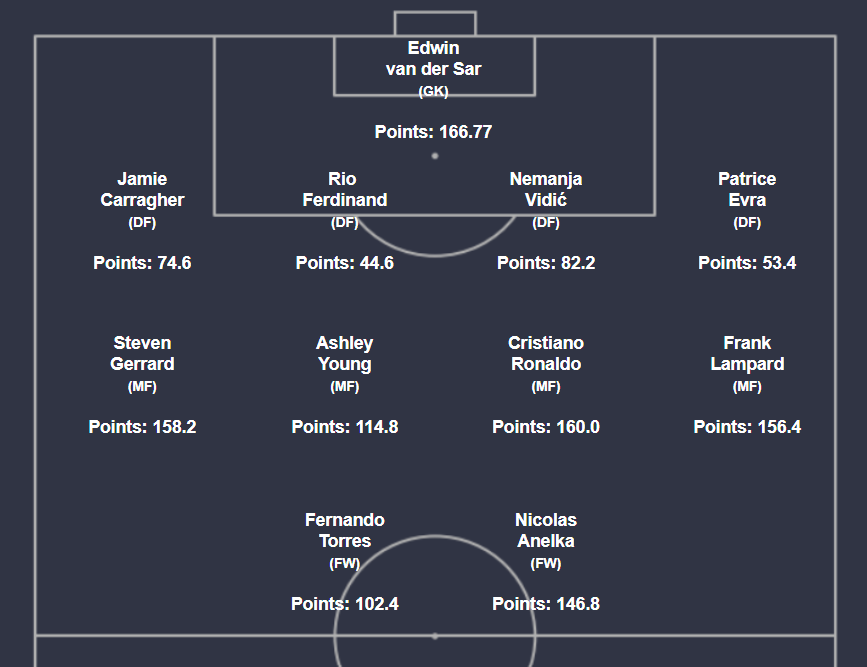 Edwin
van der Sar
(GK)
Points: 166.77
Jamie
Carragher
(DF)
Points: 74.6
Rio
Ferdinand
(DF)
Points: 44.6
Nemanja
Vidić
(DF)
Points: 82.2
Patrice
Evra
(DF)
Points: 53.4
Steven
Gerrard
(MF)
Points: 158.2
Ashley
Young
(MF)
Points: 114.8
Cristiano
Ronaldo
(MF)
Points: 160.0
Frank
Lampard
(MF)
Points: 156.4
Fernando
Torres
(FW)
Points: 102.4
Nicolas
Anelka
(FW)
Points: 146.8